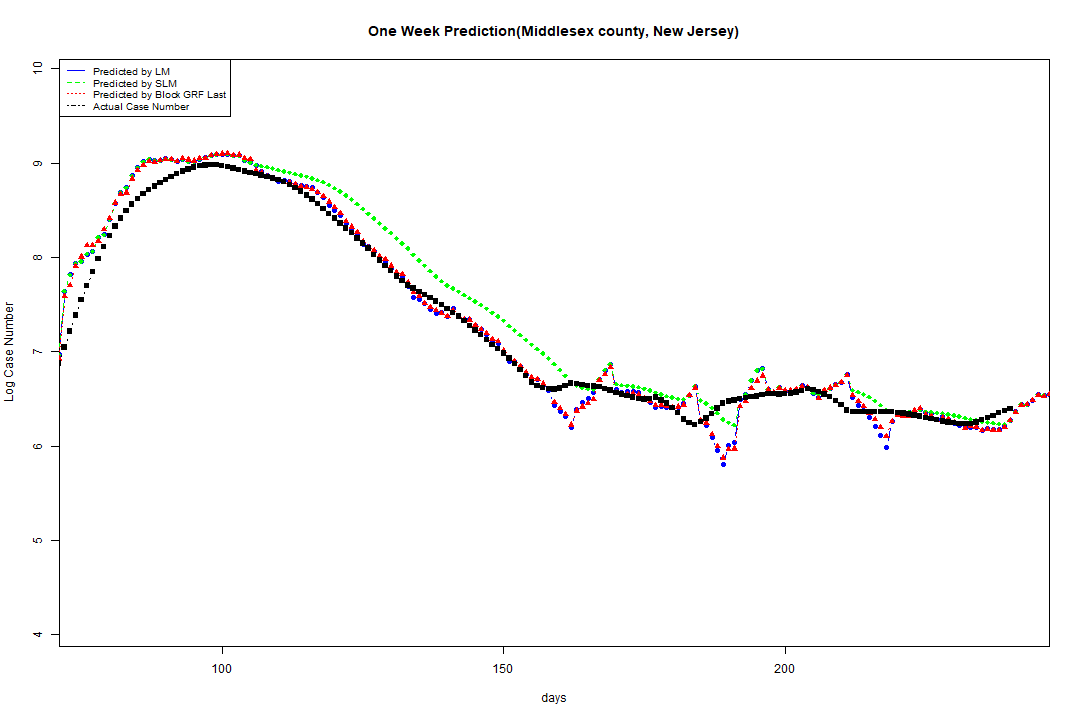 One Week Prediction(Middlesex county, New Jersey)
Predicted by LM
Predicted by SLM
Predicted by Block GRF Last
Actual Case Number
Log Case Number
10
9
8
7
6
5
4
100
150
200
days